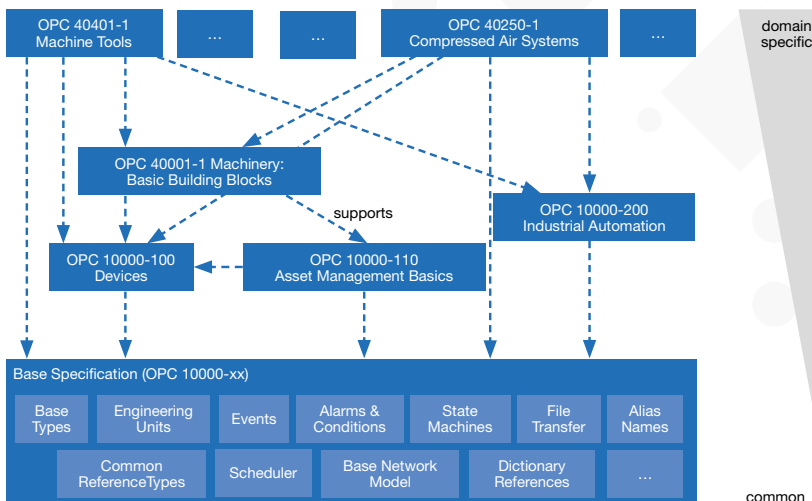 OPC 40401-1
Machine Tools
...
...
OPC 40250-1
Compressed Air Systems
...
domain
specific
OPC 40001-1 Machinery:
Basic Building Blocks
supports
OPC 10000-200
Industrial Automation
OPC 10000-100
Devices
OPC 10000-110
Asset Management Basics
Base Specification (OPC 10000-xx)
Base
Types
Engineering
Units
Events
Alarms &
Conditions
State
Machines
File
Transfer
Alias
Names
Common
ReferenceTypes
Scheduler
Base Network
Model
Dictionary
References
...
common